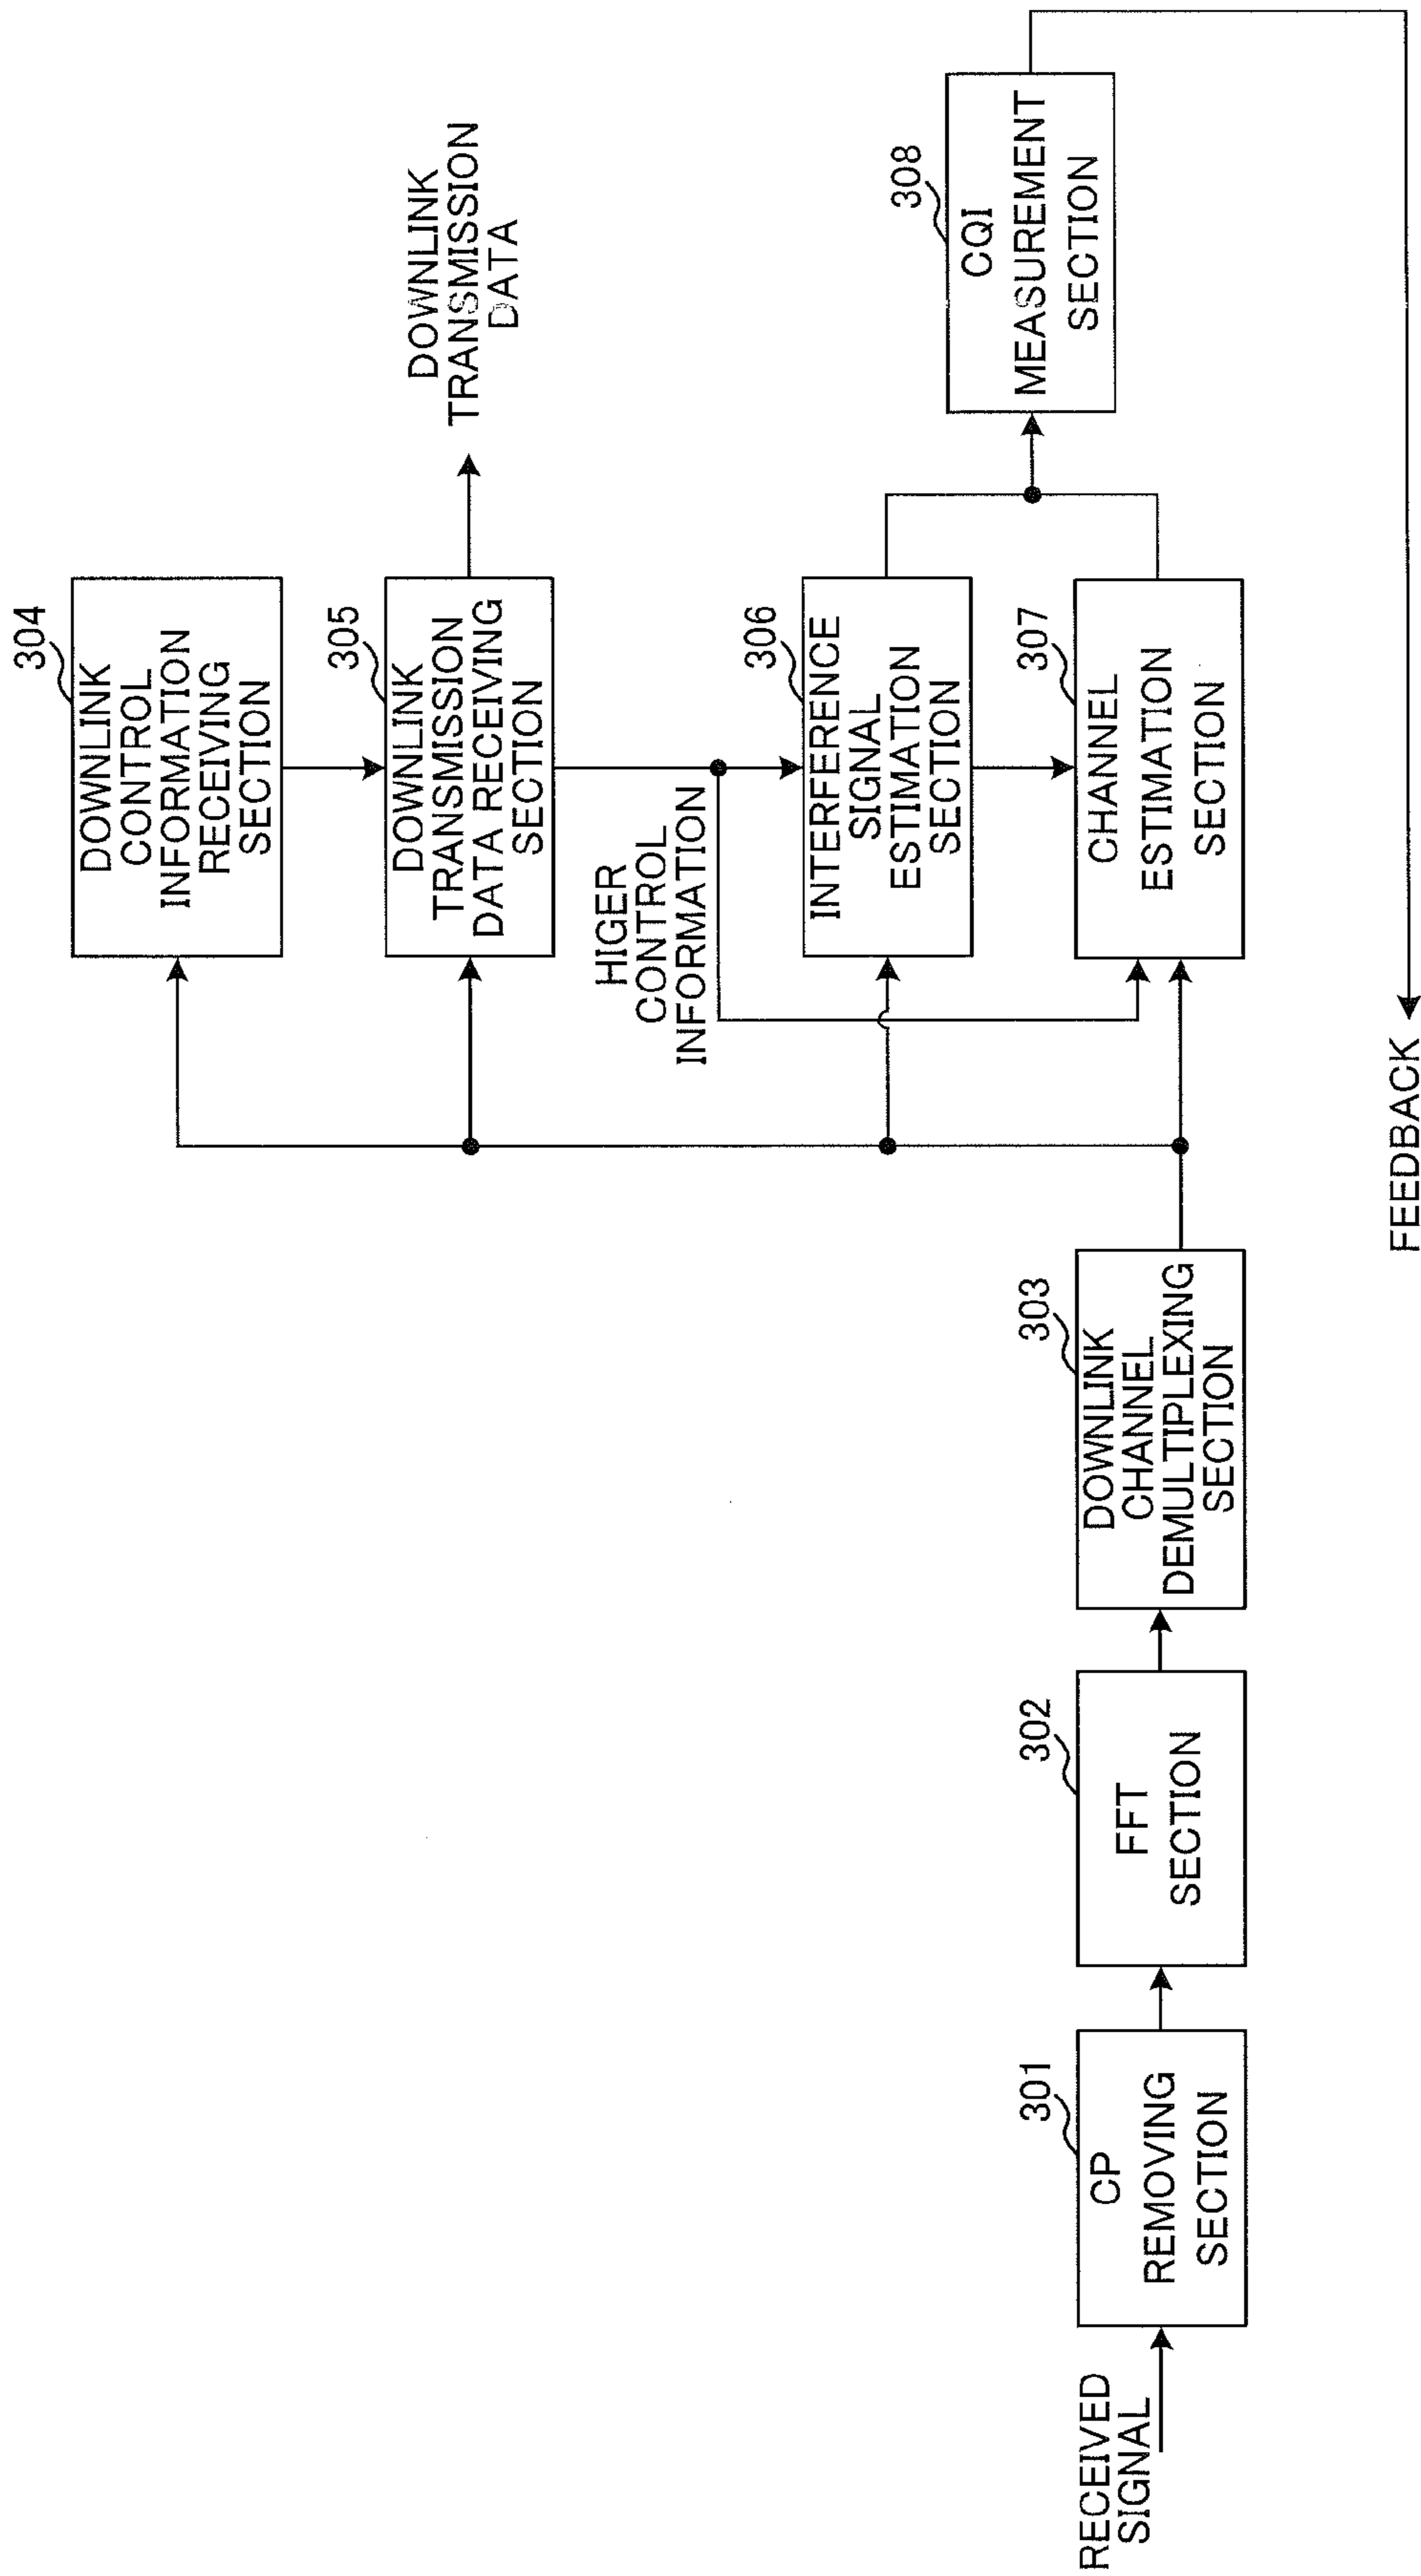 RECEIVED
SIGNAL
301
CP
REMOVING
SECTION
302
FFT
SECTION
303
DOWNLINK
CHANNEL
DEMULTIPLEXING
SECTION
304
DOWNLINK
CONTROL
INFORMATION
RECEIVING
SECTION
305
DOWNLINK
TRANSMISSION
DATA RECEIVING
SECTION
DOWNLINK
TRANSMISSION
DATA
HIGER
CONTROL
INFORMATION
306
INTERFERENCE
SIGNAL
ESTIMATION
SECTION
307
CHANNEL
ESTIMATION
SECTION
308
CQI
MEASUREMENT
SECTION
FEEDBACK